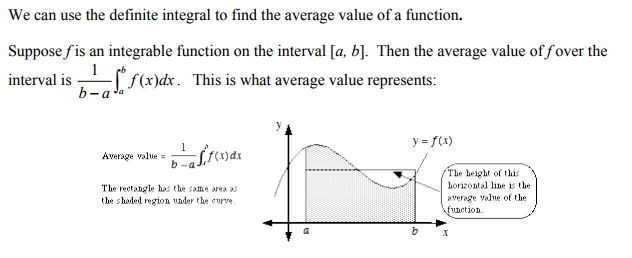 We can use the definite integral to find the average value of a function.
Suppose f is an integrable function on the interval [a, b]. Then the average value of f over the
interval is 1/(b – a) ∫_a^b f(x)dx. This is what average value represents:
y
y = f(x)
Average value = 1/(b – a) ∫_a^b f(x)dx
The rectangle has the same area as
the shaded region under the curve.
The height of this
horizontal line is the
average value of the
function.
a
b
x